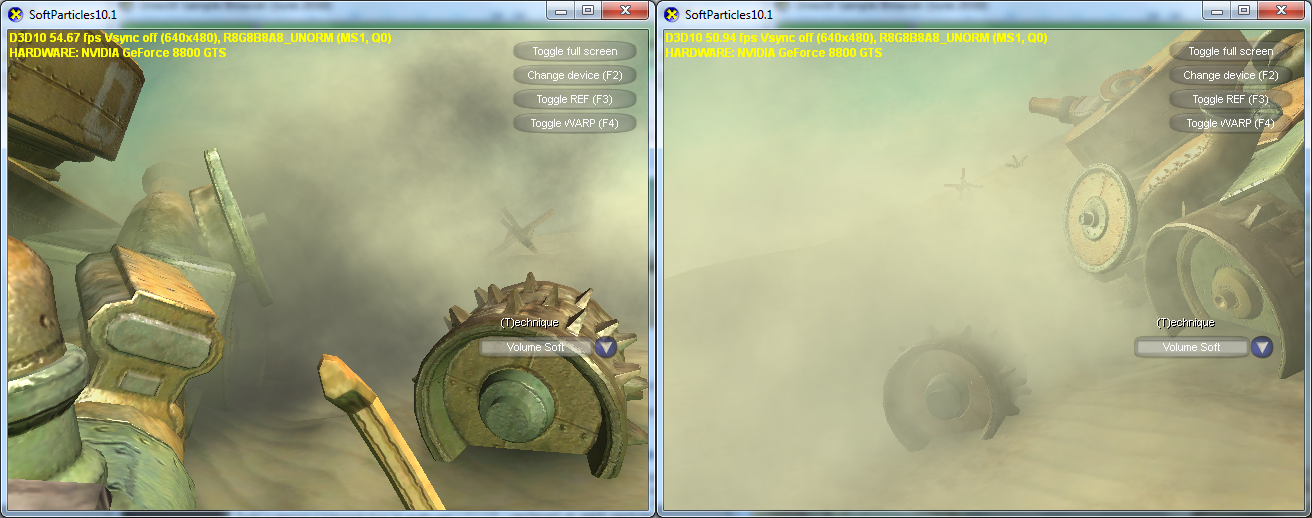 SoftParticles10.1
D3D10 54.67 fps Vsync off (640x480), R8G8B8A8_UNORM (MS1, Q0)
HARDWARE: NVIDIA GeForce 8800 GTS
Toggle full screen
Change device (F2)
Toggle REF (F3)
Toggle WARP (F4)
(T)echnique
Volume Soft
SoftParticles10.1
D3D10 50.94 fps Vsync off (640x480), R8G8B8A8_UNORM (MS1, Q0)
HARDWARE: NVIDIA GeForce 8800 GTS
Toggle full screen
Change device (F2)
Toggle REF (F3)
Toggle WARP (F4)
(T)echnique
Volume Soft